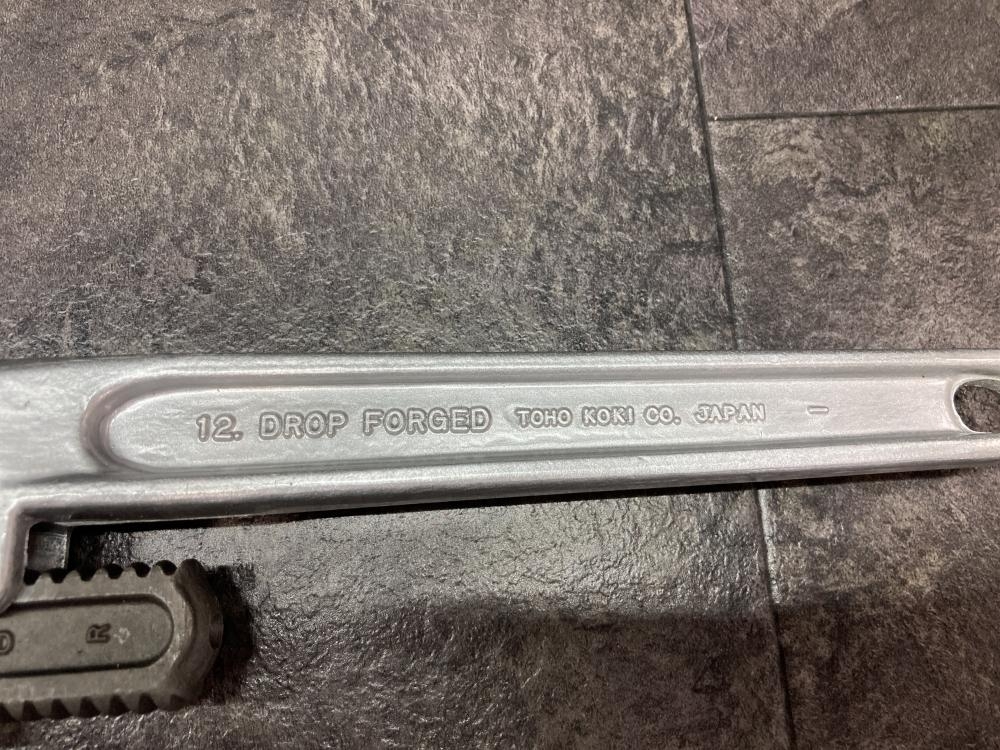 12. DROP FORGED TOHO KOKI CO. JAPAN –
R